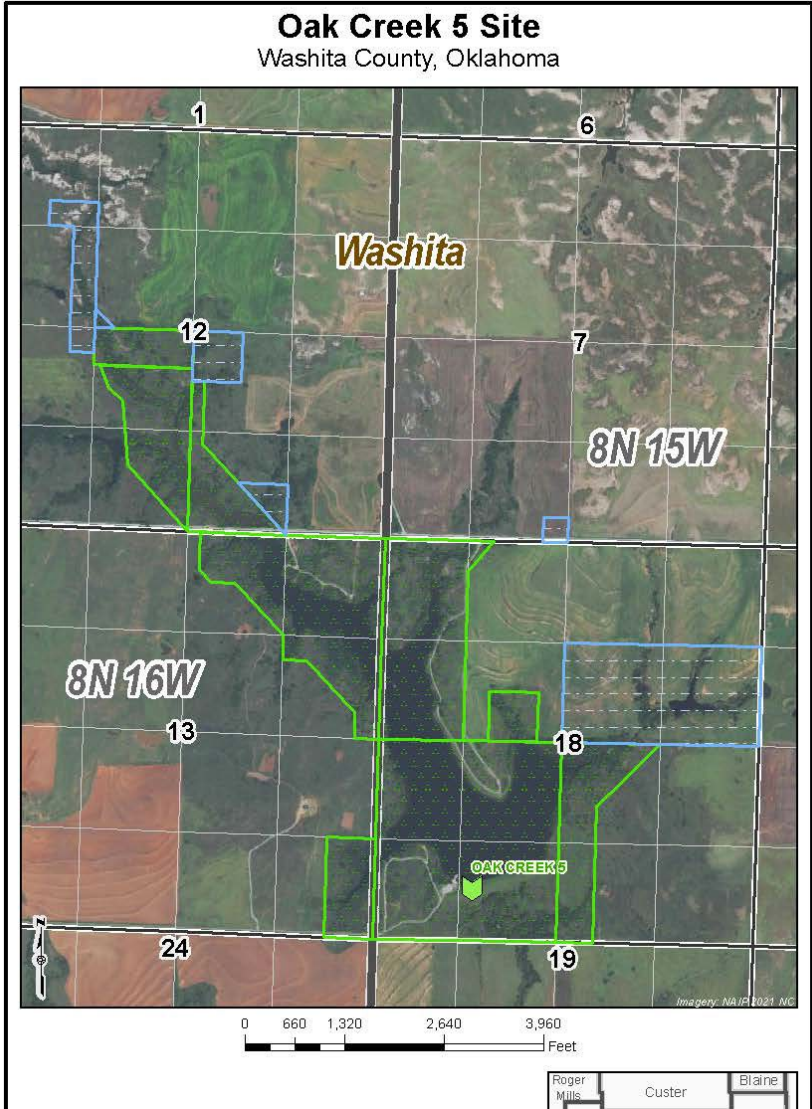 Oak Creek 5 Site
Washita County, Oklahoma
1
6
Washita
12
7
8N 15W
8N 16W
13
18
OAK CREEK 5
24
19
N
Imagery: NAIP 2021 NC
0 660 1,320 2,640 3,960
Feet
Roger
Mills
Custer
Blaine